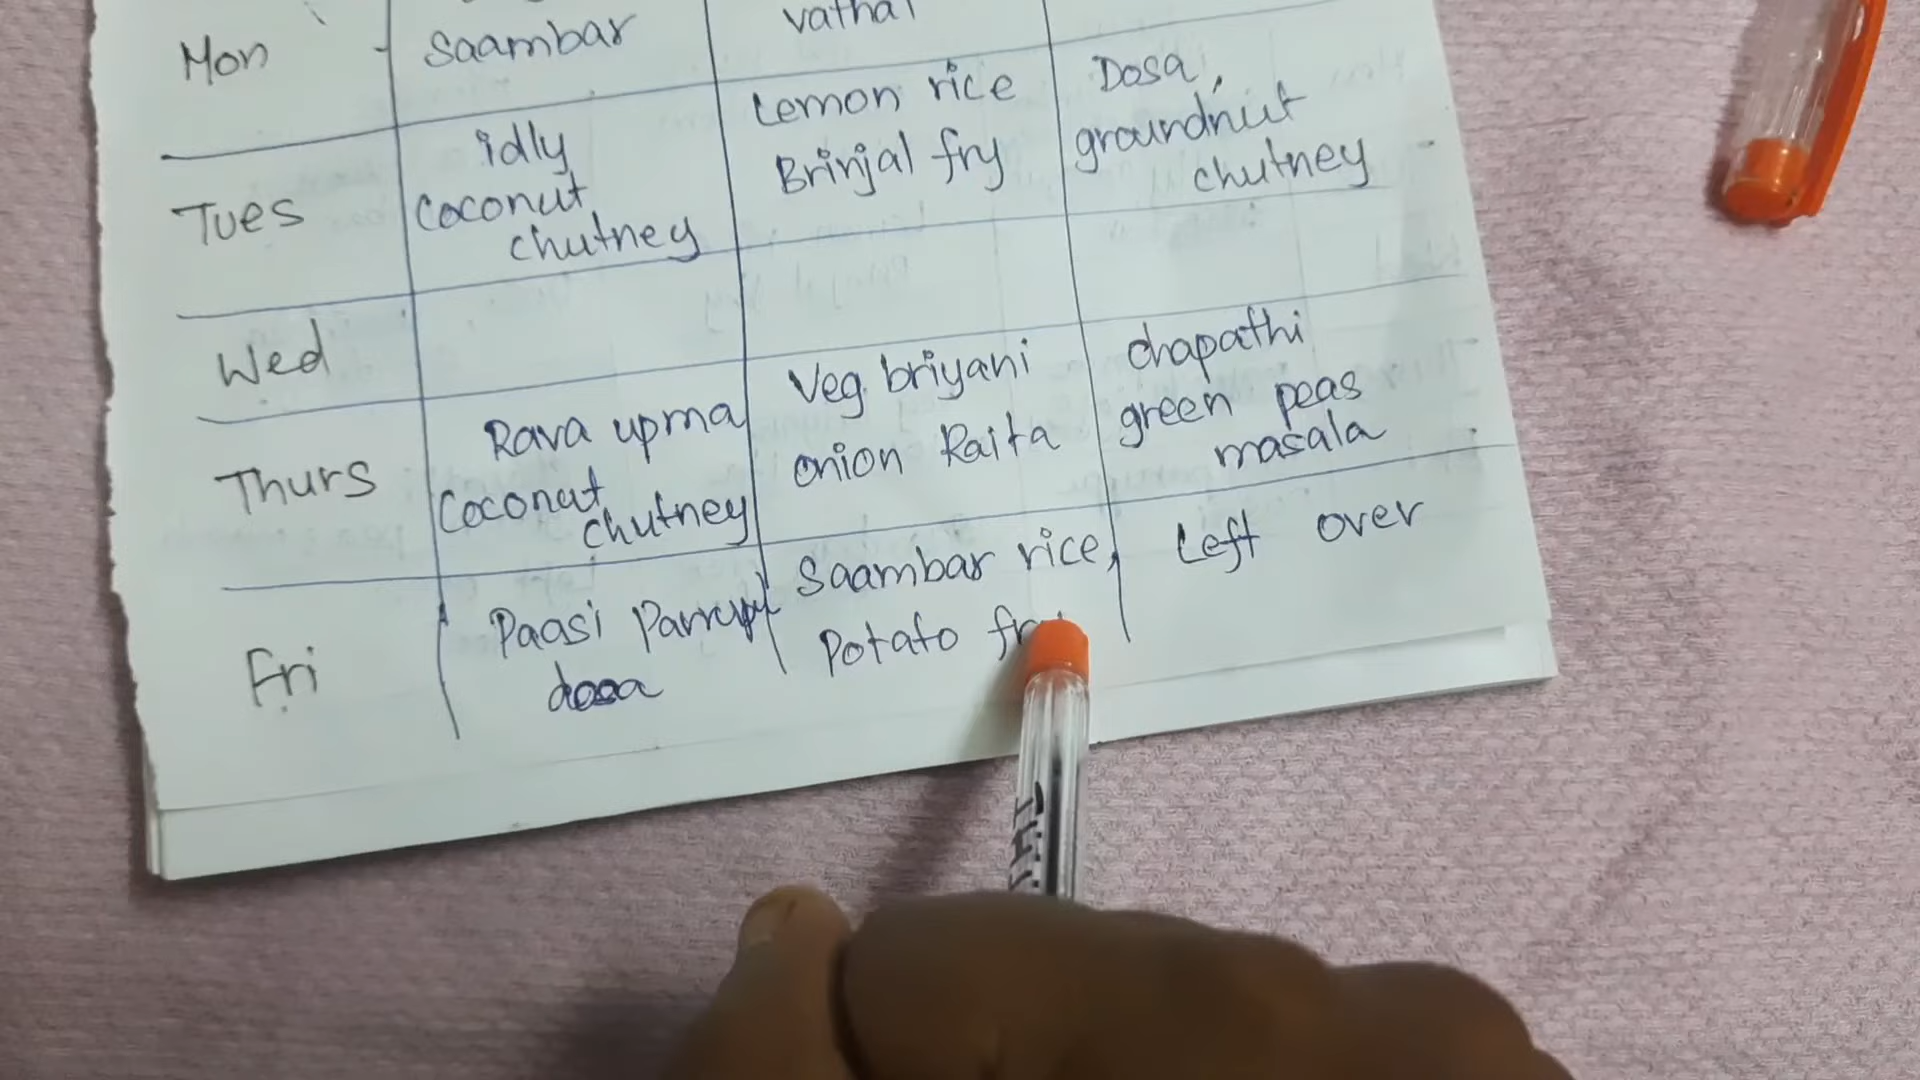 Mon
Saambar
vathal
Tues
idly
coconut
chutney
Lemon rice
Brinjal fry
Dosa,
groundnut
chutney
Wed
Thurs
Rava upma
coconut
chutney
Veg. briyani
onion Raita
chapathi
green peas
masala
Fri
Paasi
dosa
Saambar rice,
Potato
Left over